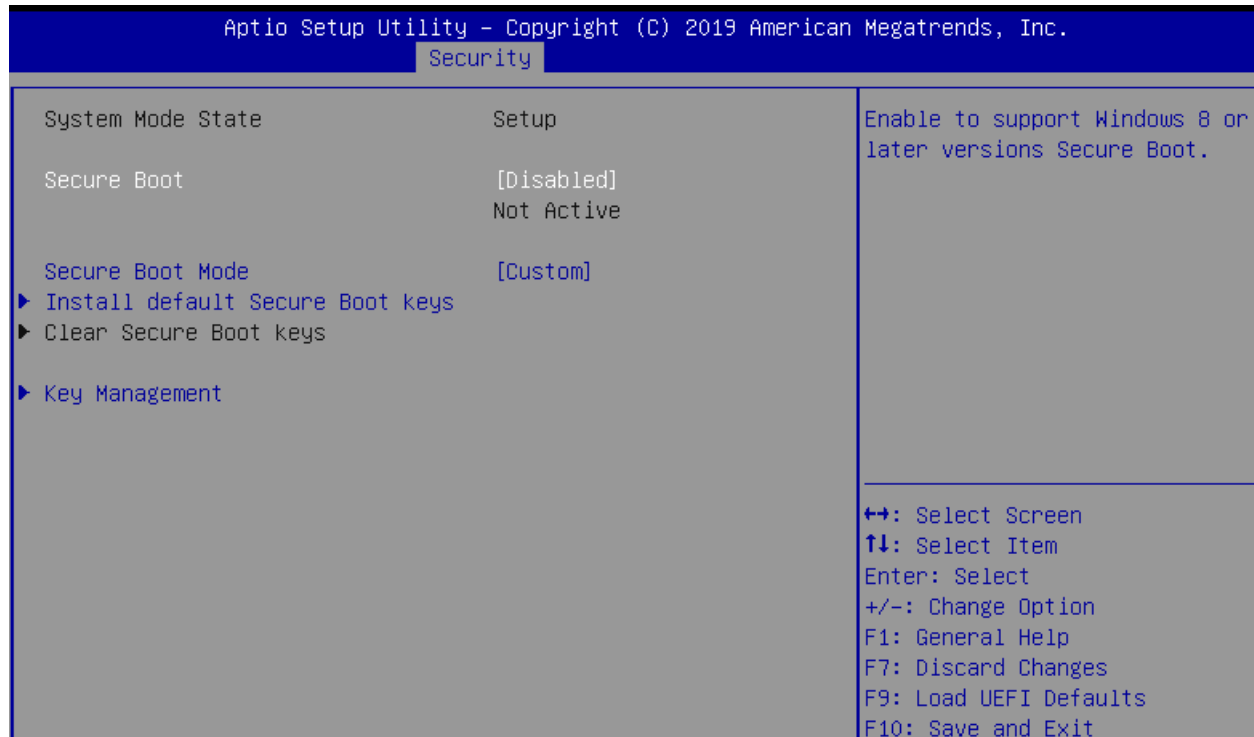 Aptio Setup Utility – Copyright (C) 2019 American Megatrends, Inc.
Security
System Mode State Setup
Secure Boot [Disabled]
Not Active
Secure Boot Mode [Custom]
▶ Install default Secure Boot keys
▶ Clear Secure Boot keys
▶ Key Management
Enable to support Windows 8 or
later versions Secure Boot.
↔: Select Screen
↑↓: Select Item
Enter: Select
+/-: Change Option
F1: General Help
F7: Discard Changes
F9: Load UEFI Defaults
F10: Save and Exit